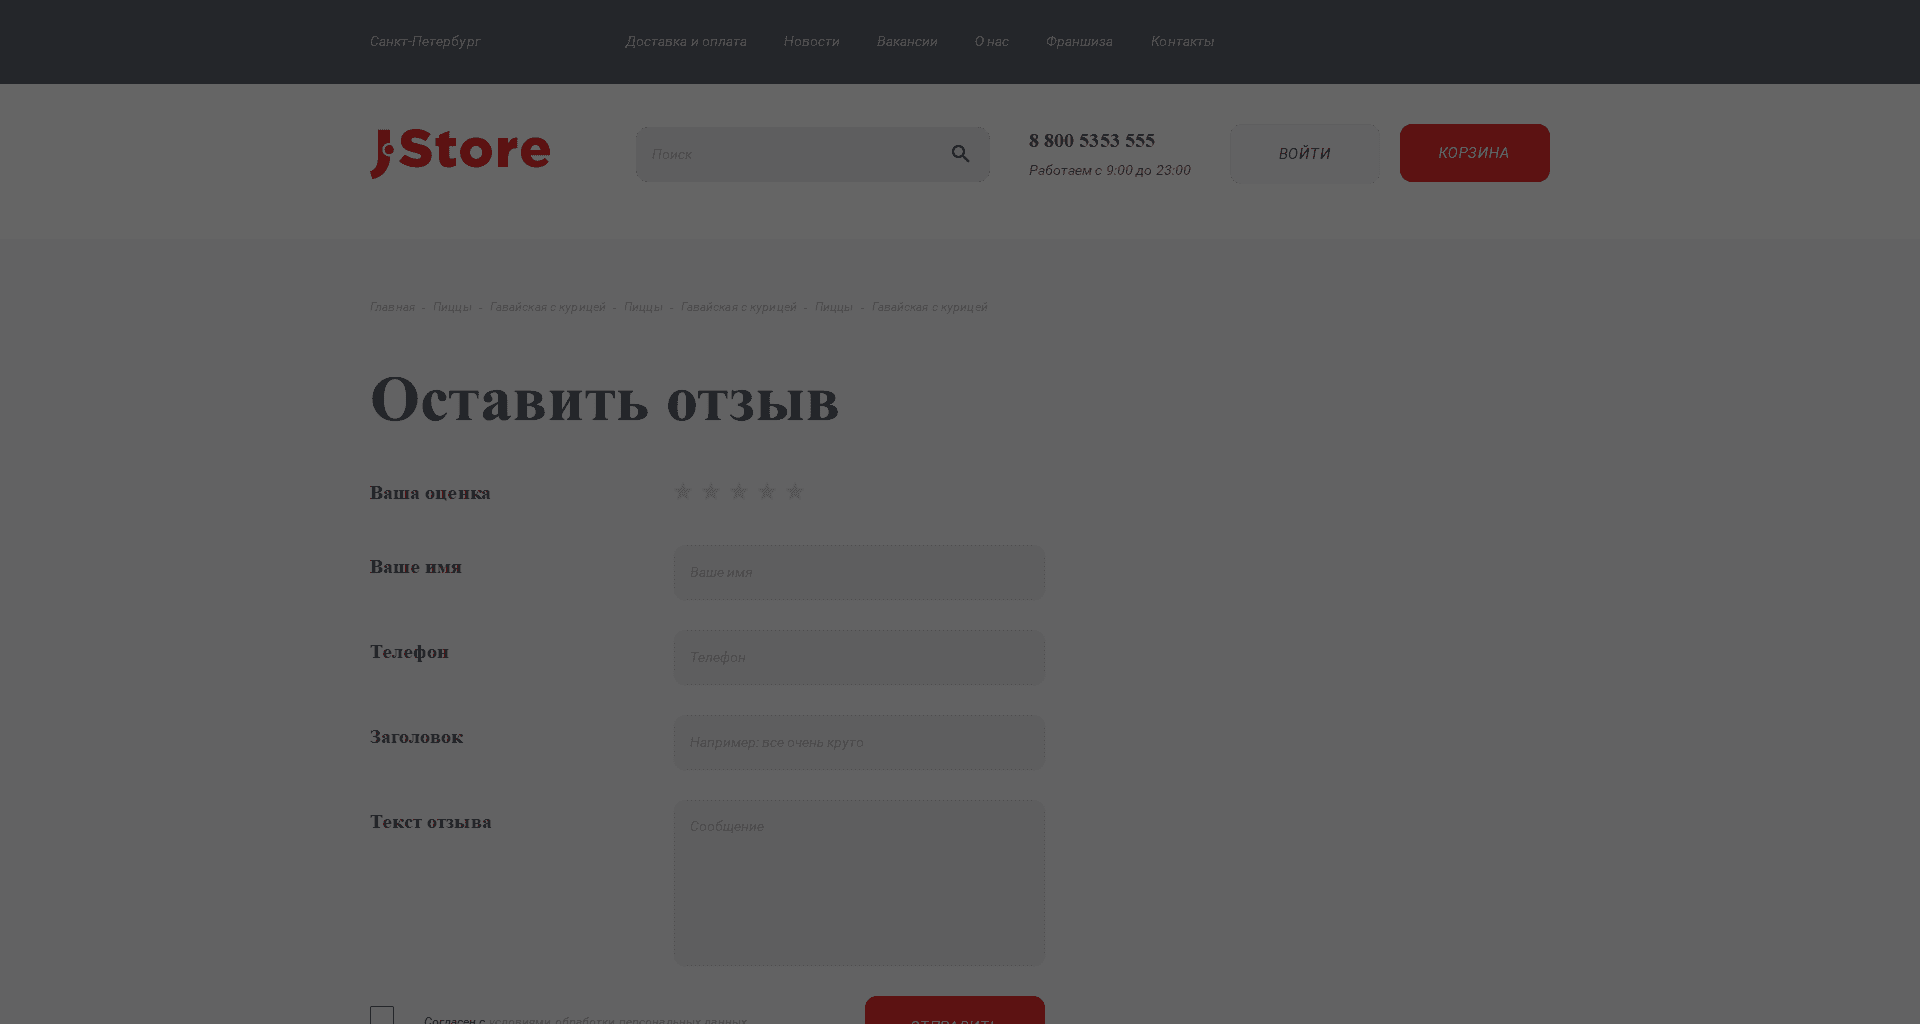 Санкт-Петербург
Доставка и оплата Новости Вакансии О нас Франшиза Контакты
JStore
Поиск
8 800 5353 555
Работаем с 9:00 до 23:00
ВОЙТИ
КОРЗИНА
Главная - Пиццы - Гавайская с курицей - Пиццы - Гавайская с курицей - Пиццы - Гавайская с курицей
Оставить отзыв
Ваша оценка
Ваше имя
Ваше имя
Телефон
Телефон
Заголовок
Например: все очень круто
Текст отзыва
Сообщение
Согласен с условиями обработки персональных данных
ОТПРАВИТЬ